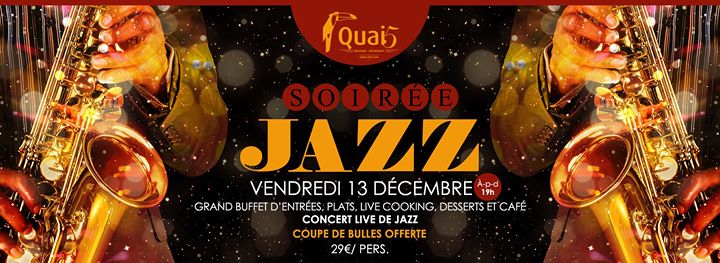 Quai5
SOIRÉE
JAZZ
VENDREDI 13 DÉCEMBRE
À-p-d
19h
GRAND BUFFET D'ENTRÉES, PLATS, LIVE COOKING, DESSERTS ET CAFÉ
CONCERT LIVE DE JAZZ
COUPE DE BULLES OFFERTE
29€/ PERS.